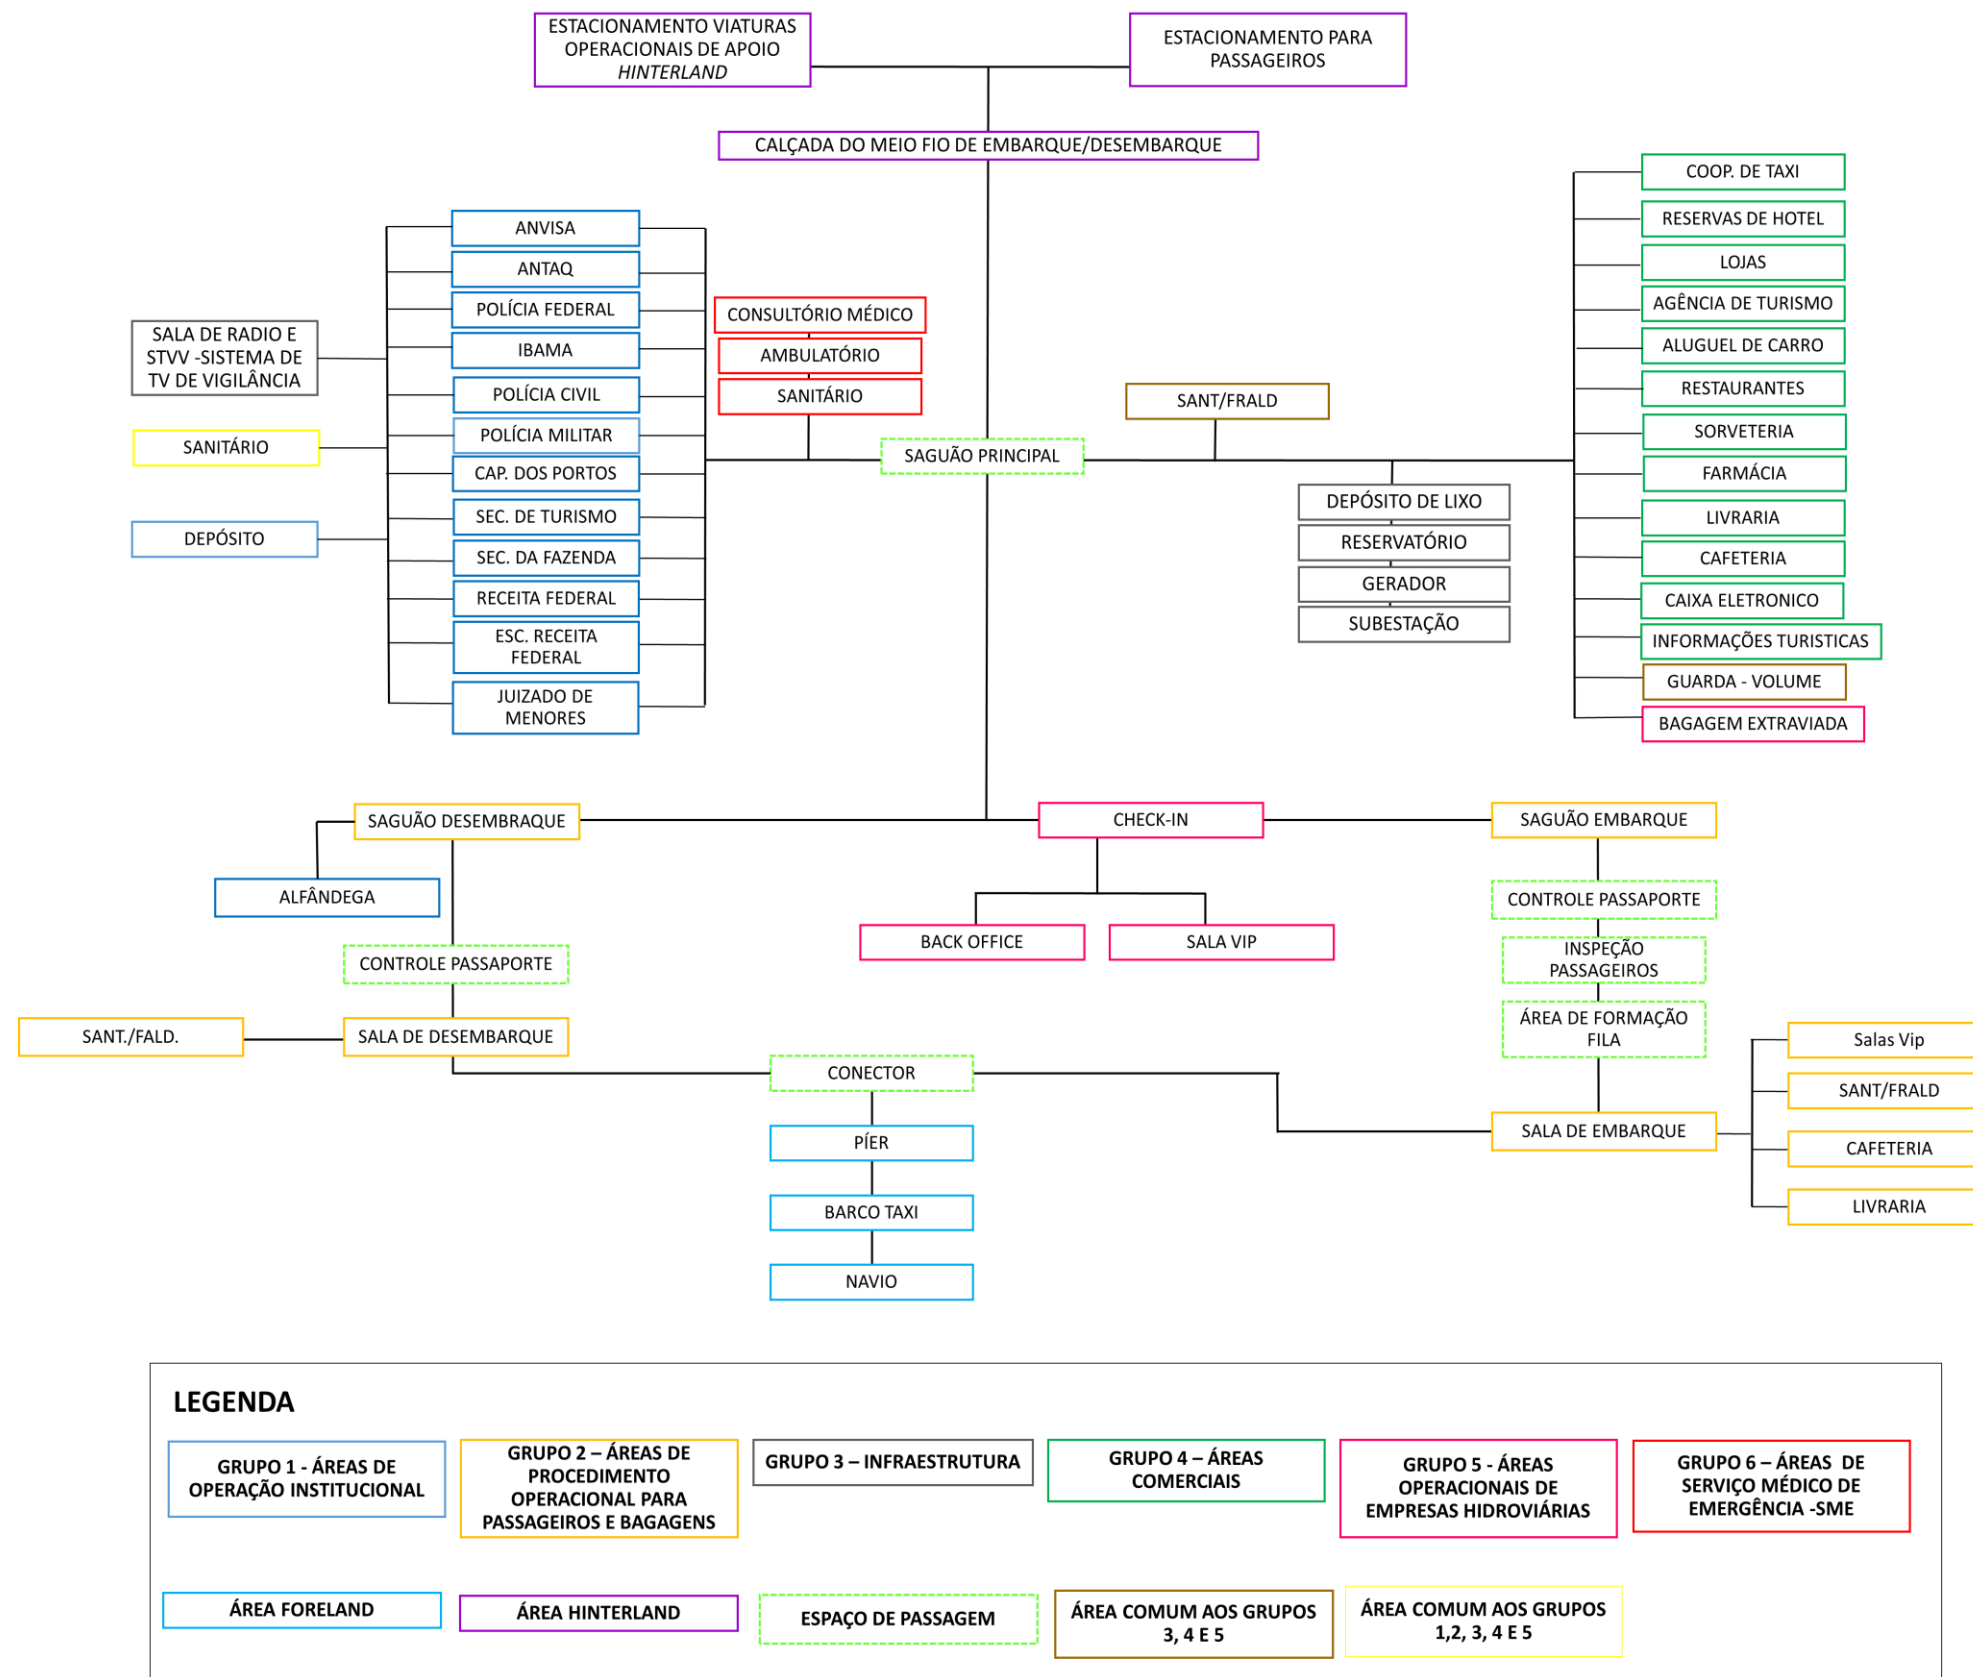 ESTACIONAMENTO VIATURAS
OPERACIONAIS DE APOIO
HINTERLAND
ESTACIONAMENTO PARA
PASSAGEIROS
CALÇADA DO MEIO FIO DE EMBARQUE/DESEMBARQUE
SALA DE RADIO E
STVV -SISTEMA DE
TV DE VIGILÂNCIA
SANITÁRIO
DEPÓSITO
ANVISA
ANTAQ
POLÍCIA FEDERAL
IBAMA
POLÍCIA CIVIL
POLÍCIA MILITAR
CAP. DOS PORTOS
SEC. DE TURISMO
SEC. DA FAZENDA
RECEITA FEDERAL
ESC. RECEITA
FEDERAL
JUIZADO DE
MENORES
CONSULTÓRIO MÉDICO
AMBULATÓRIO
SANITÁRIO
SAGUÃO PRINCIPAL
SANT/FRALD
DEPÓSITO DE LIXO
RESERVATÓRIO
GERADOR
SUBESTAÇÃO
COOP. DE TAXI
RESERVAS DE HOTEL
LOJAS
AGÊNCIA DE TURISMO
ALUGUEL DE CARRO
RESTAURANTES
SORVETERIA
FARMÁCIA
LIVRARIA
CAFETERIA
CAIXA ELETRONICO
INFORMAÇÕES TURISTICAS
GUARDA - VOLUME
BAGAGEM EXTRAVIADA
SAGUÃO DESEMBRAQUE
CHECK-IN
SAGUÃO EMBARQUE
ALFÂNDEGA
BACK OFFICE
SALA VIP
CONTROLE PASSAPORTE
CONTROLE PASSAPORTE
INSPEÇÃO
PASSAGEIROS
ÁREA DE FORMAÇÃO
FILA
SANT./FALD.
SALA DE DESEMBARQUE
CONECTOR
SALA DE EMBARQUE
Salas Vip
SANT/FRALD
CAFETERIA
LIVRARIA
PÍER
BARCO TAXI
NAVIO
LEGENDA
GRUPO 1 - ÁREAS DE
OPERAÇÃO INSTITUCIONAL
GRUPO 2 – ÁREAS DE
PROCEDIMENTO
OPERACIONAL PARA
PASSAGEIROS E BAGAGENS
GRUPO 3 – INFRAESTRUTURA
GRUPO 4 – ÁREAS
COMERCIAIS
GRUPO 5 - ÁREAS
OPERACIONAIS DE
EMPRESAS HIDROVIÁRIAS
GRUPO 6 – ÁREAS DE
SERVIÇO MÉDICO DE
EMERGÊNCIA -SME
ÁREA FORELAND
ÁREA HINTERLAND
ESPAÇO DE PASSAGEM
ÁREA COMUM AOS GRUPOS
3, 4 E 5
ÁREA COMUM AOS GRUPOS
1,2, 3, 4 E 5